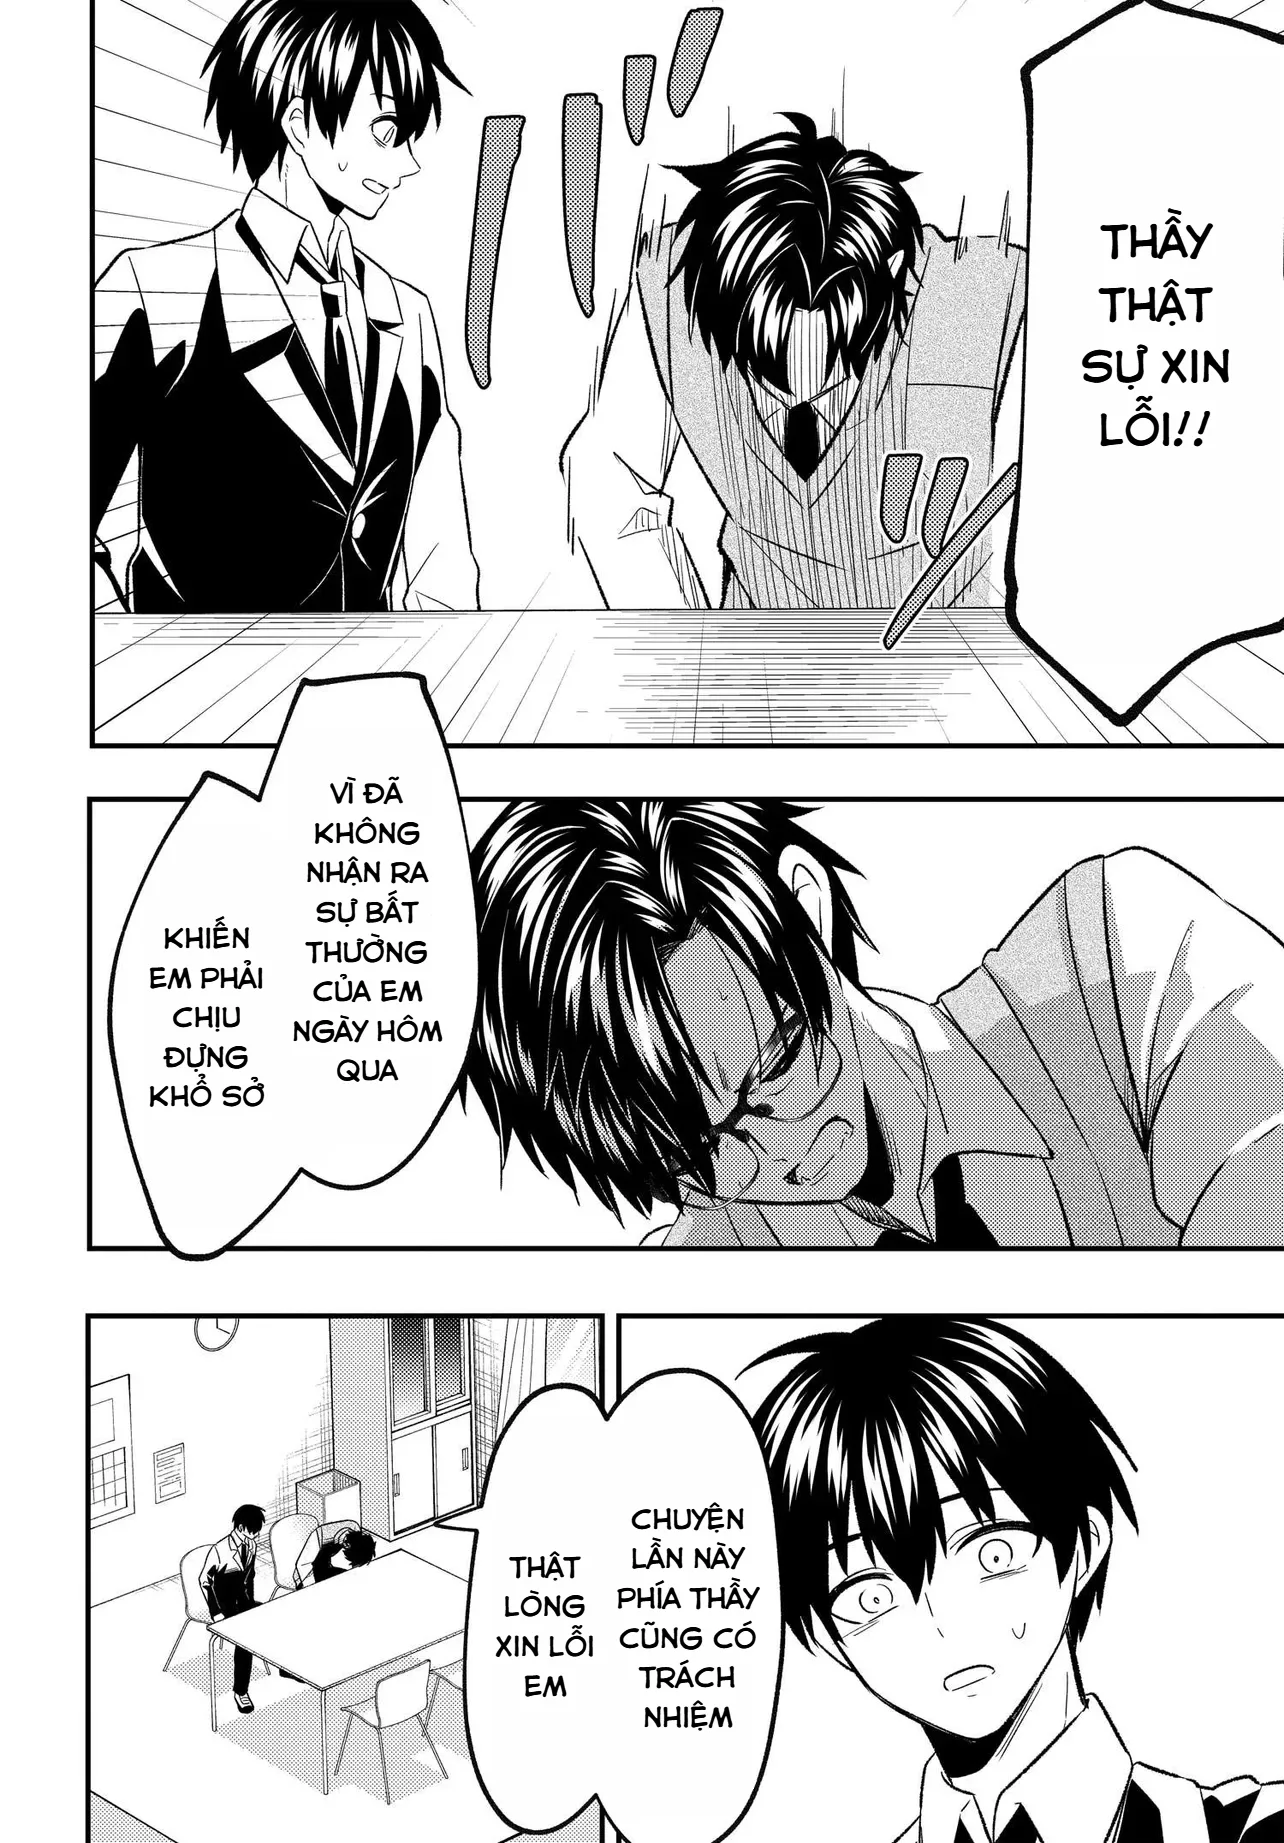 THẦY
THẬT
SỰ XIN
LỖI!!
VÌ ĐÃ
KHÔNG
NHẬN RA
SỰ BẤT
THƯỜNG
CỦA EM
NGÀY HÔM
QUA
KHIẾN
EM PHẢI
CHỊU
ĐỰNG
KHỔ SỞ
CHUYỆN
LẦN NÀY
PHÍA THẦY
CŨNG CÓ
TRÁCH
NHIỆM
THẬT
LÒNG
XIN LỖI
EM